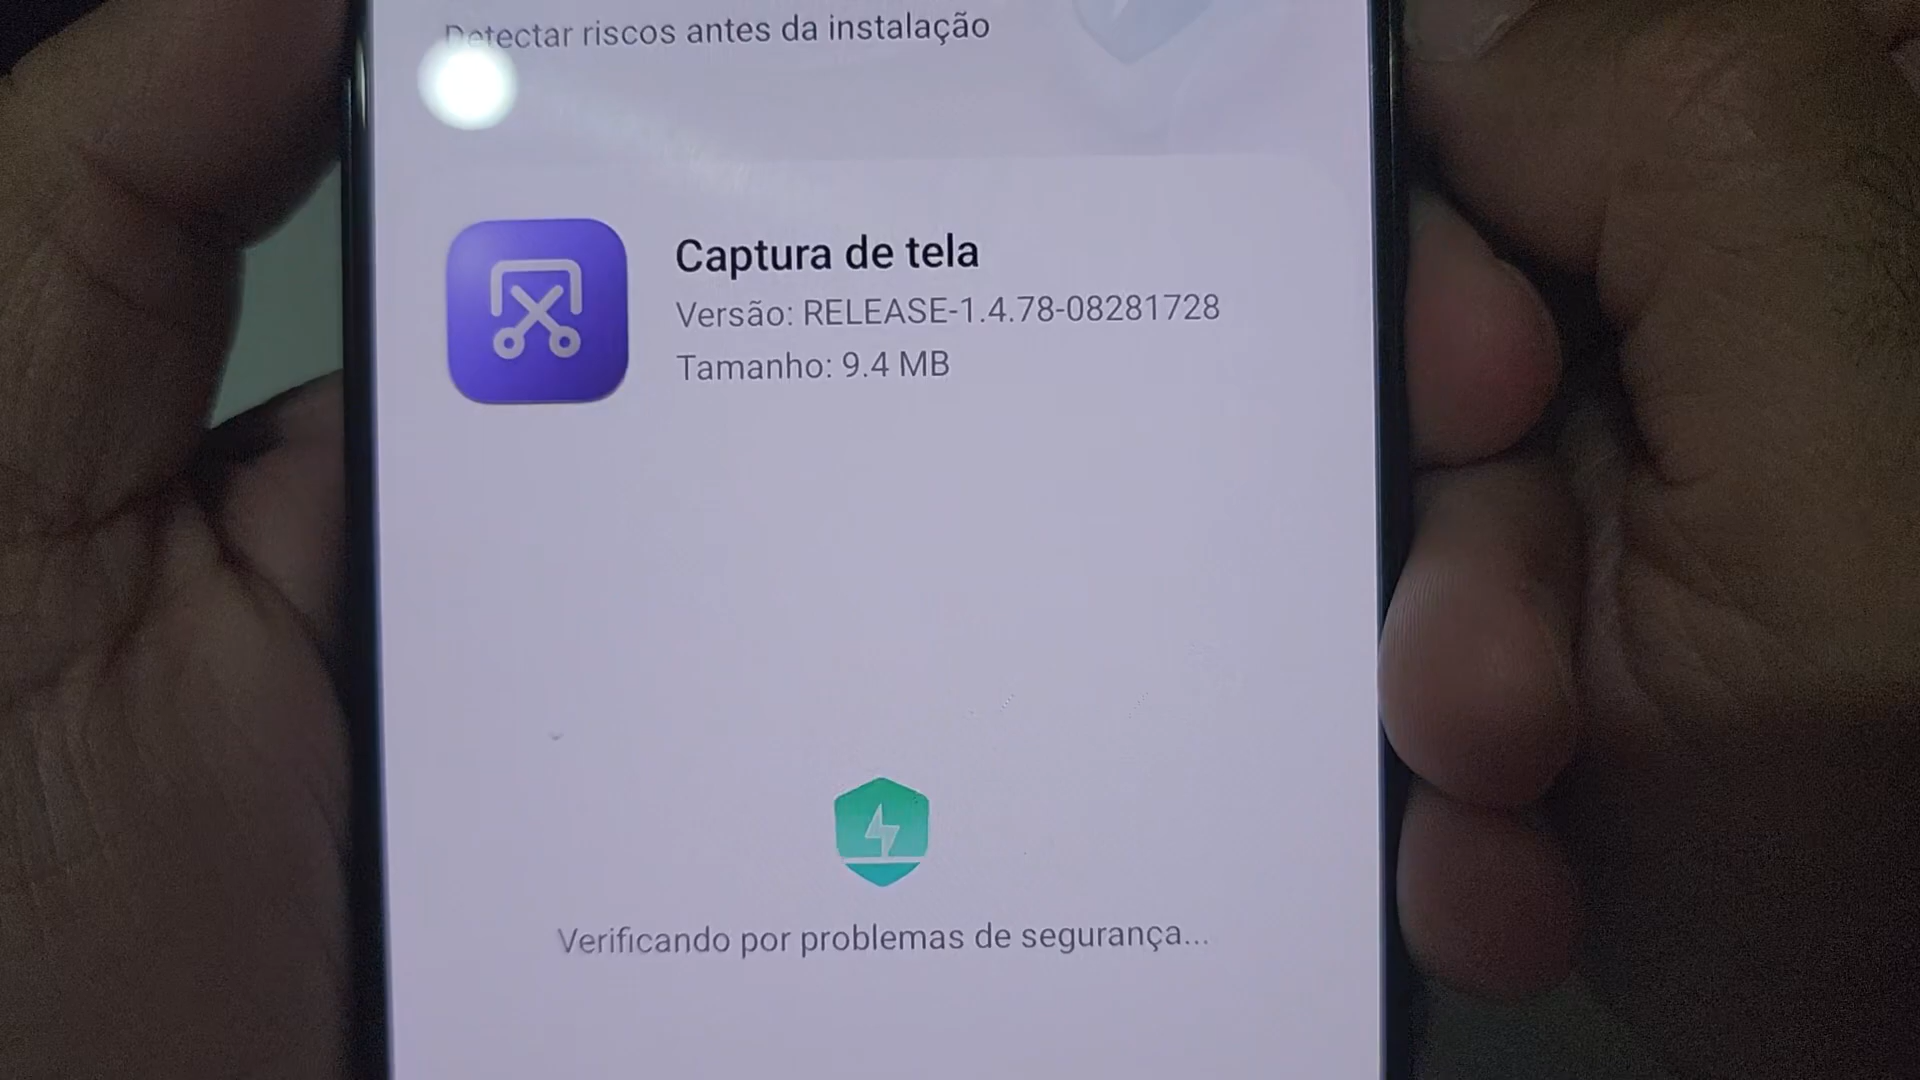 Detectar riscos antes da instalação
Captura de tela
Versão: RELEASE-1.4.78-08281728
Tamanho: 9.4 MB
Verificando por problemas de segurança...